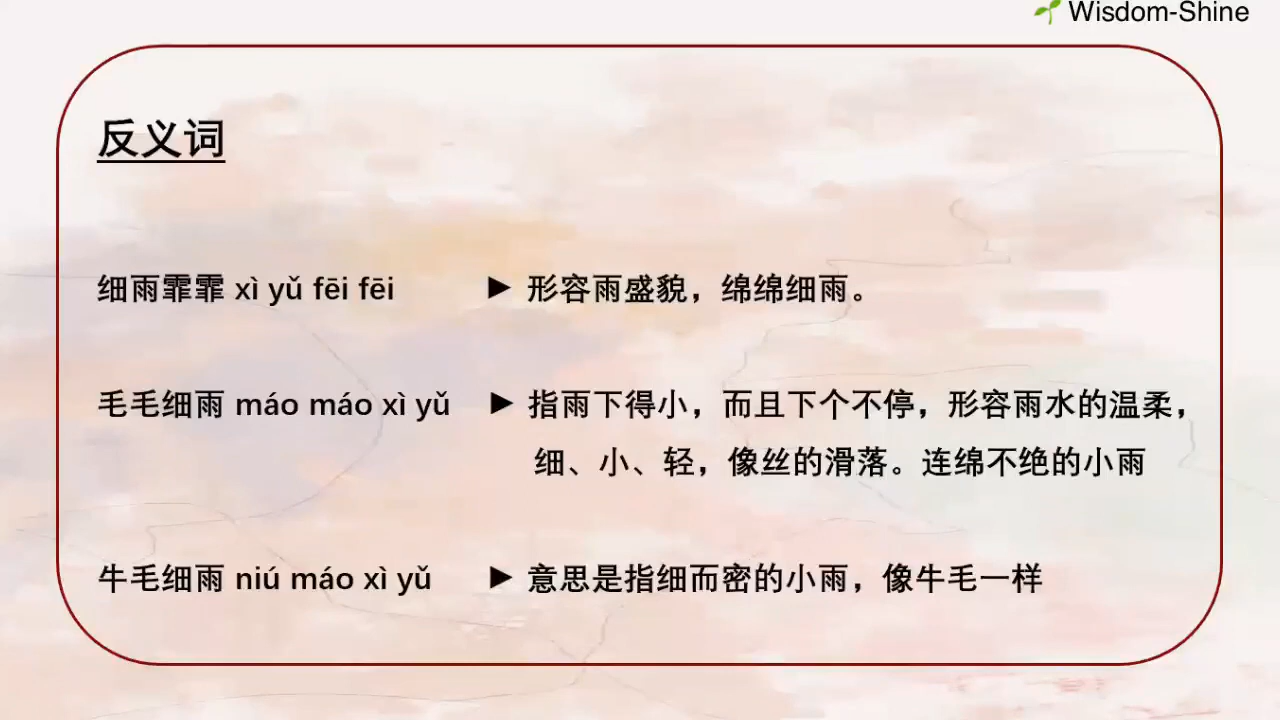 Wisdom-Shine
反义词
细雨霏霏 xì yǔ fēi fēi ► 形容雨盛貌，绵绵细雨。
毛毛细雨 máo máo xì yǔ ► 指雨下得小，而且下个不停，形容雨水的温柔，
细、小、轻，像丝的滑落。连绵不绝的小雨
牛毛细雨 niú máo xì yǔ ► 意思是指细而密的小雨，像牛毛一样